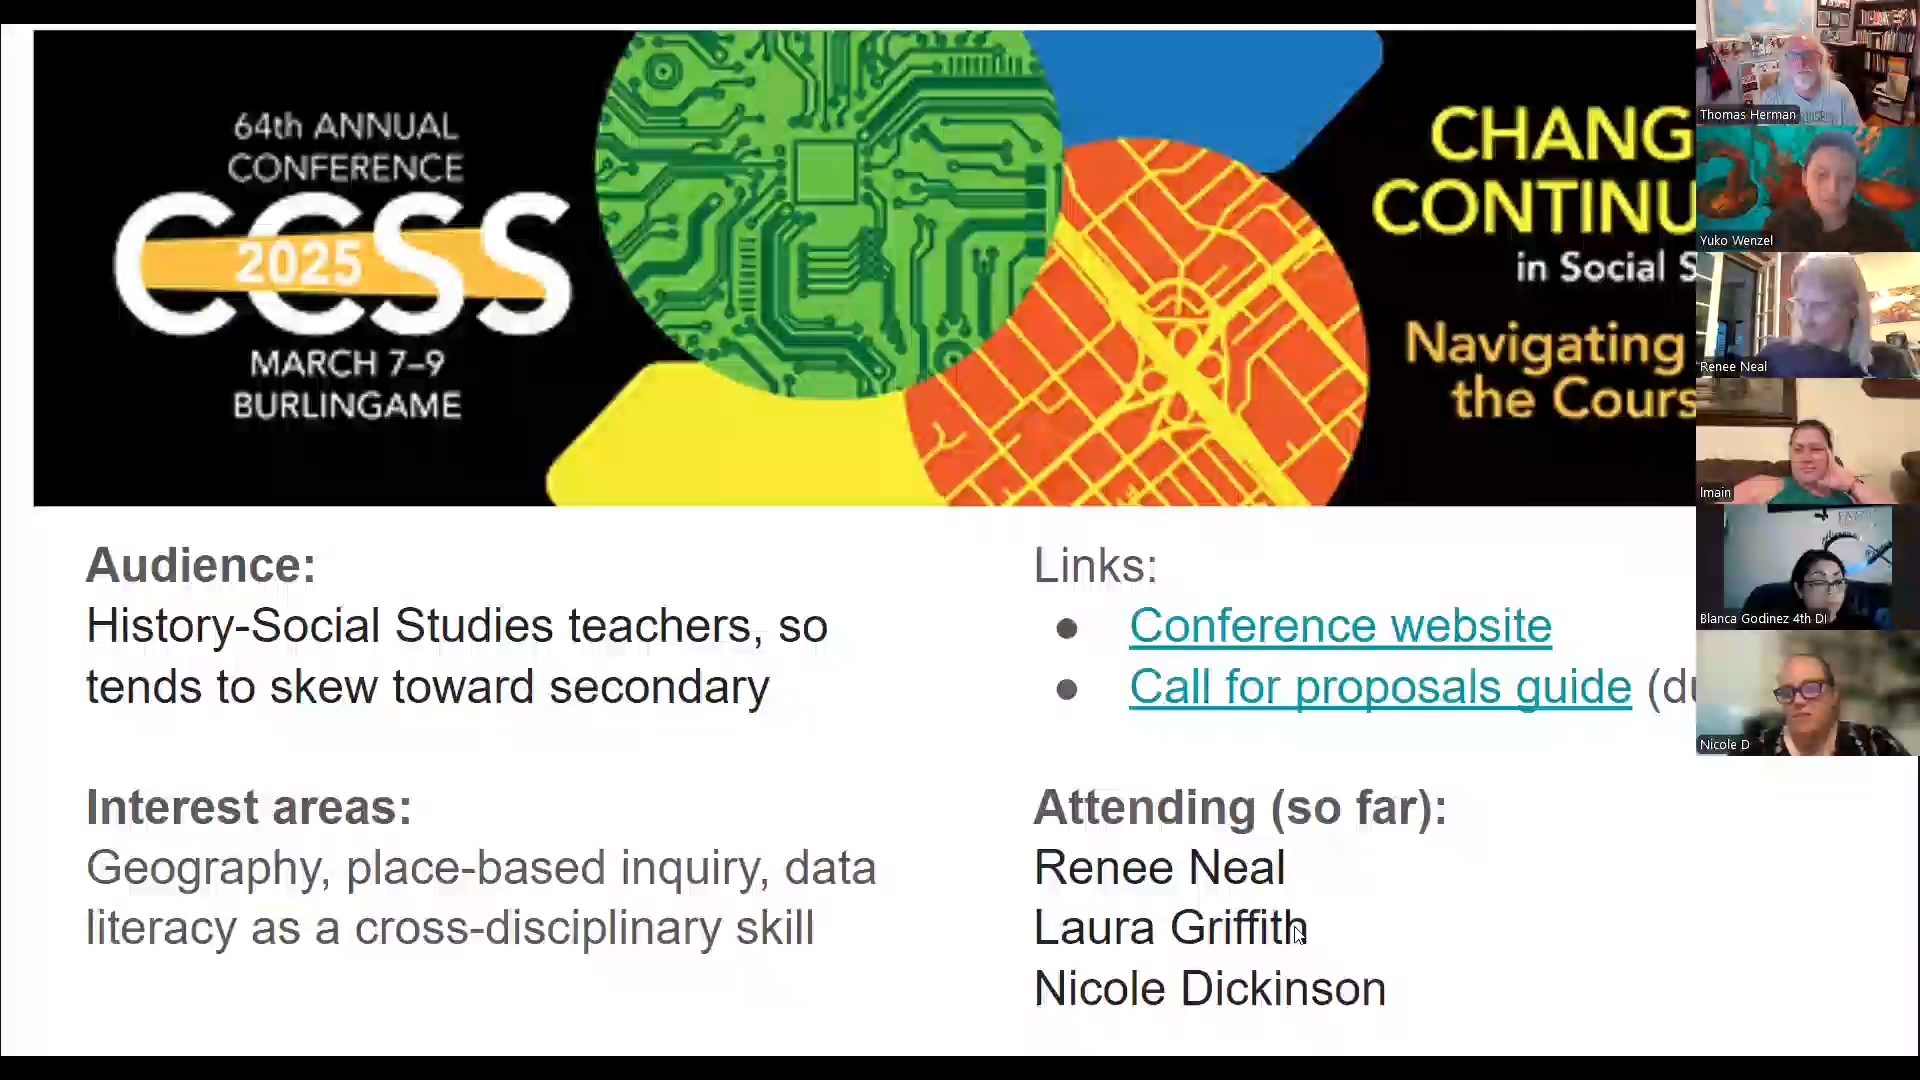 64th ANNUAL
CONFERENCE
CCSS
2025
MARCH 7–9
BURLINGAME
CHANG
CONTINU
in Social S
Navigating
the Cours
Audience:
History-Social Studies teachers, so
tends to skew toward secondary
Interest areas:
Geography, place-based inquiry, data
literacy as a cross-disciplinary skill
Links:
● Conference website
● Call for proposals guide (du
Attending (so far):
Renee Neal
Laura Griffith
Nicole Dickinson
Thomas Herman
Yuko Wenzel
Renee Neal
lmain
Blanca Godinez 4th DI
Nicole D